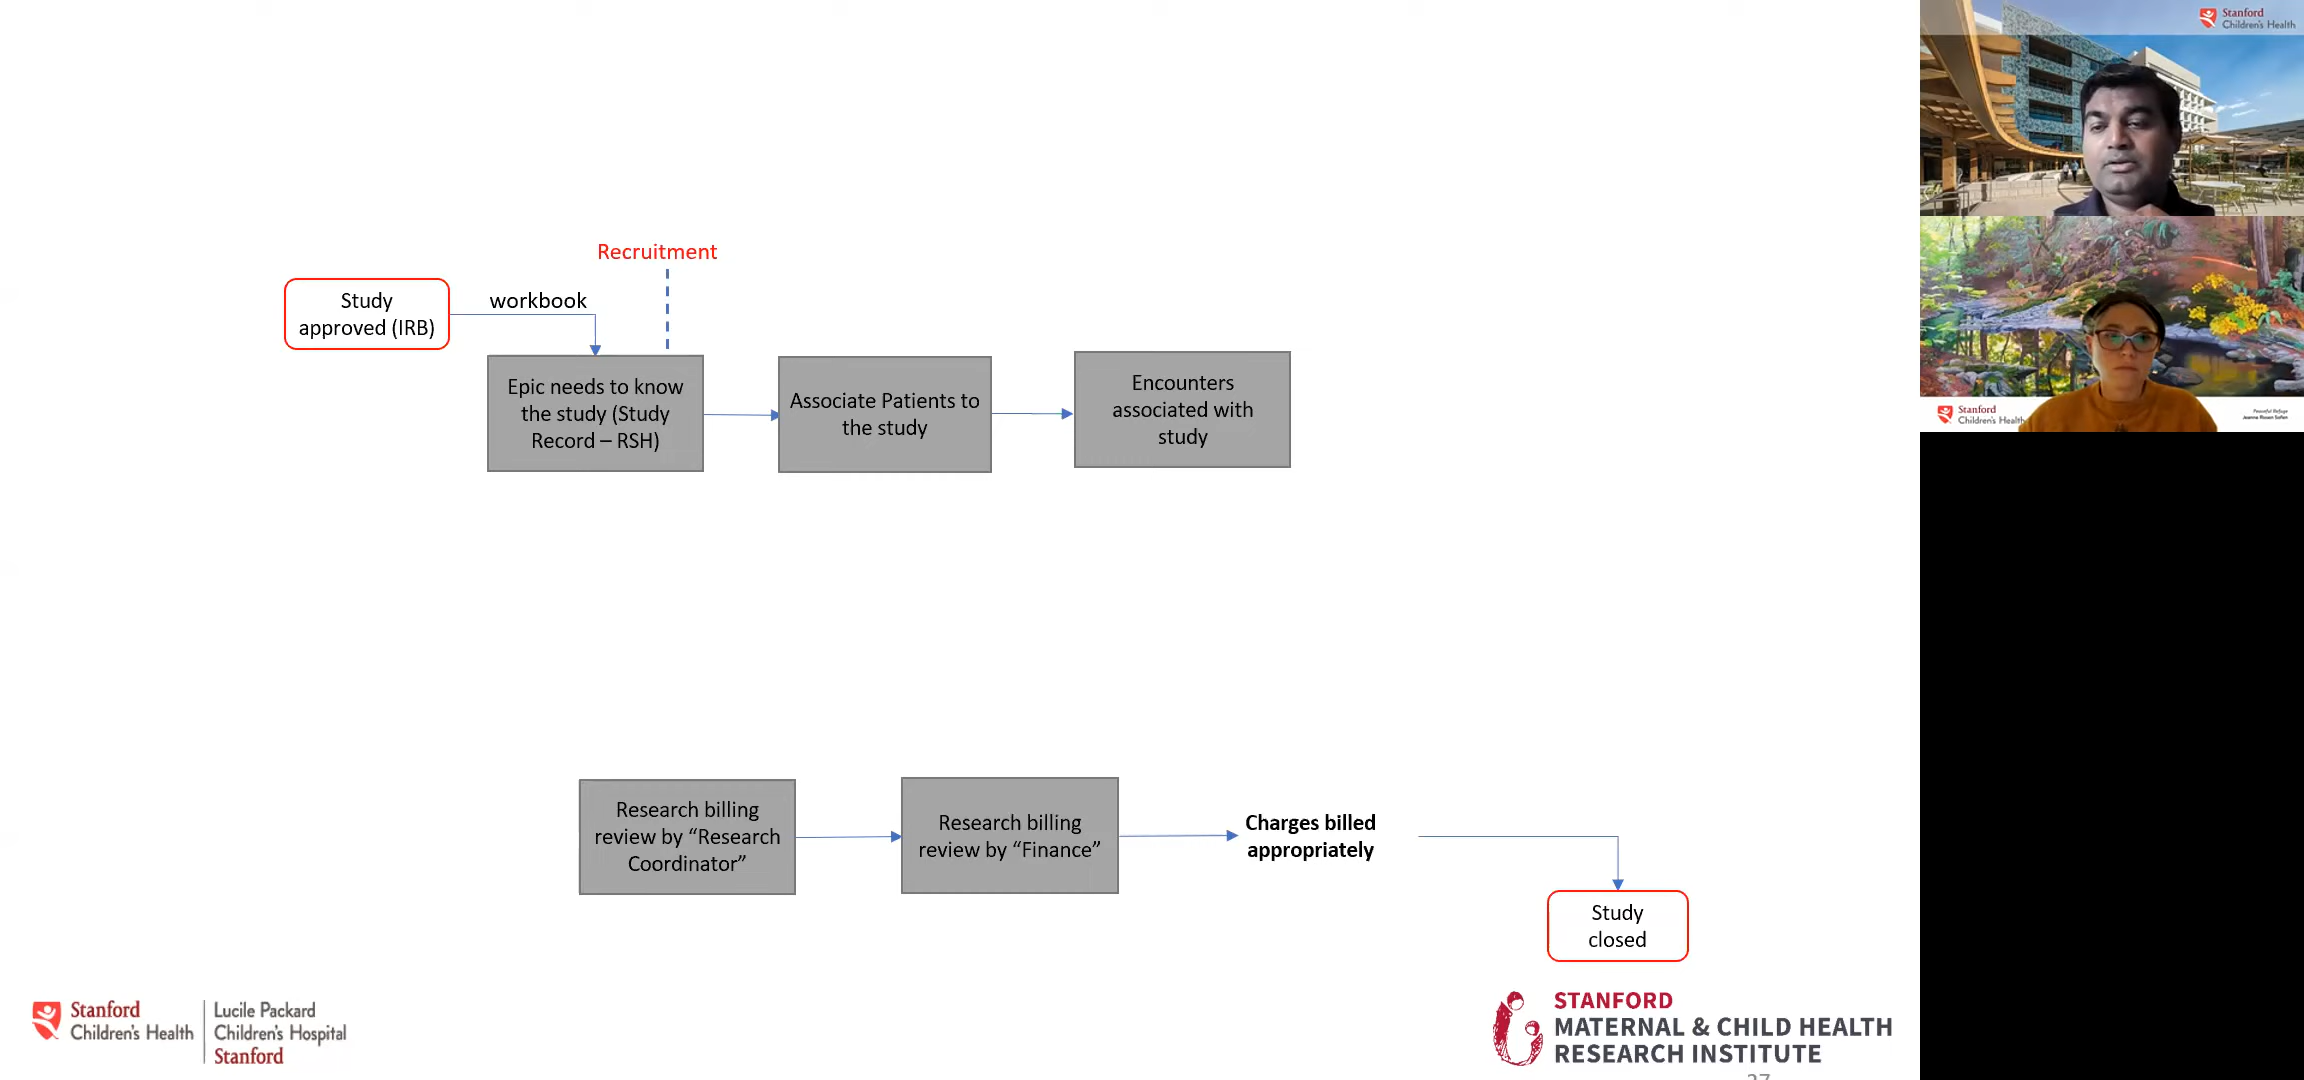 Recruitment
Study
approved (IRB)
workbook
Epic needs to know
the study (Study
Record – RSH)
Associate Patients to
the study
Encounters
associated with
study
Research billing
review by “Research
Coordinator”
Research billing
review by “Finance”
Charges billed
appropriately
Study
closed
Stanford
Children's Health
Lucile Packard
Children's Hospital
Stanford
STANFORD
MATERNAL & CHILD HEALTH
RESEARCH INSTITUTE
27
Stanford
Children's Health
Stanford
Children's Health
Peaceful Refuge